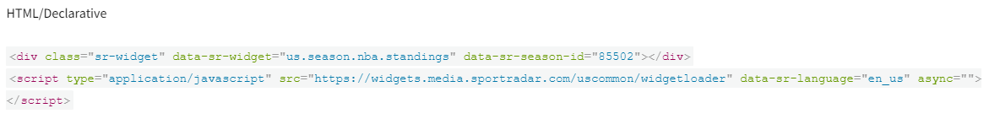 HTML/Declarative
<div class="sr-widget" data-sr-widget="us.season.nba.standings" data-sr-season-id="85502"></div>
<script type="application/javascript" src="https://widgets.media.sportradar.com/uscommon/widgetloader" data-sr-language="en_us" async="">
</script>